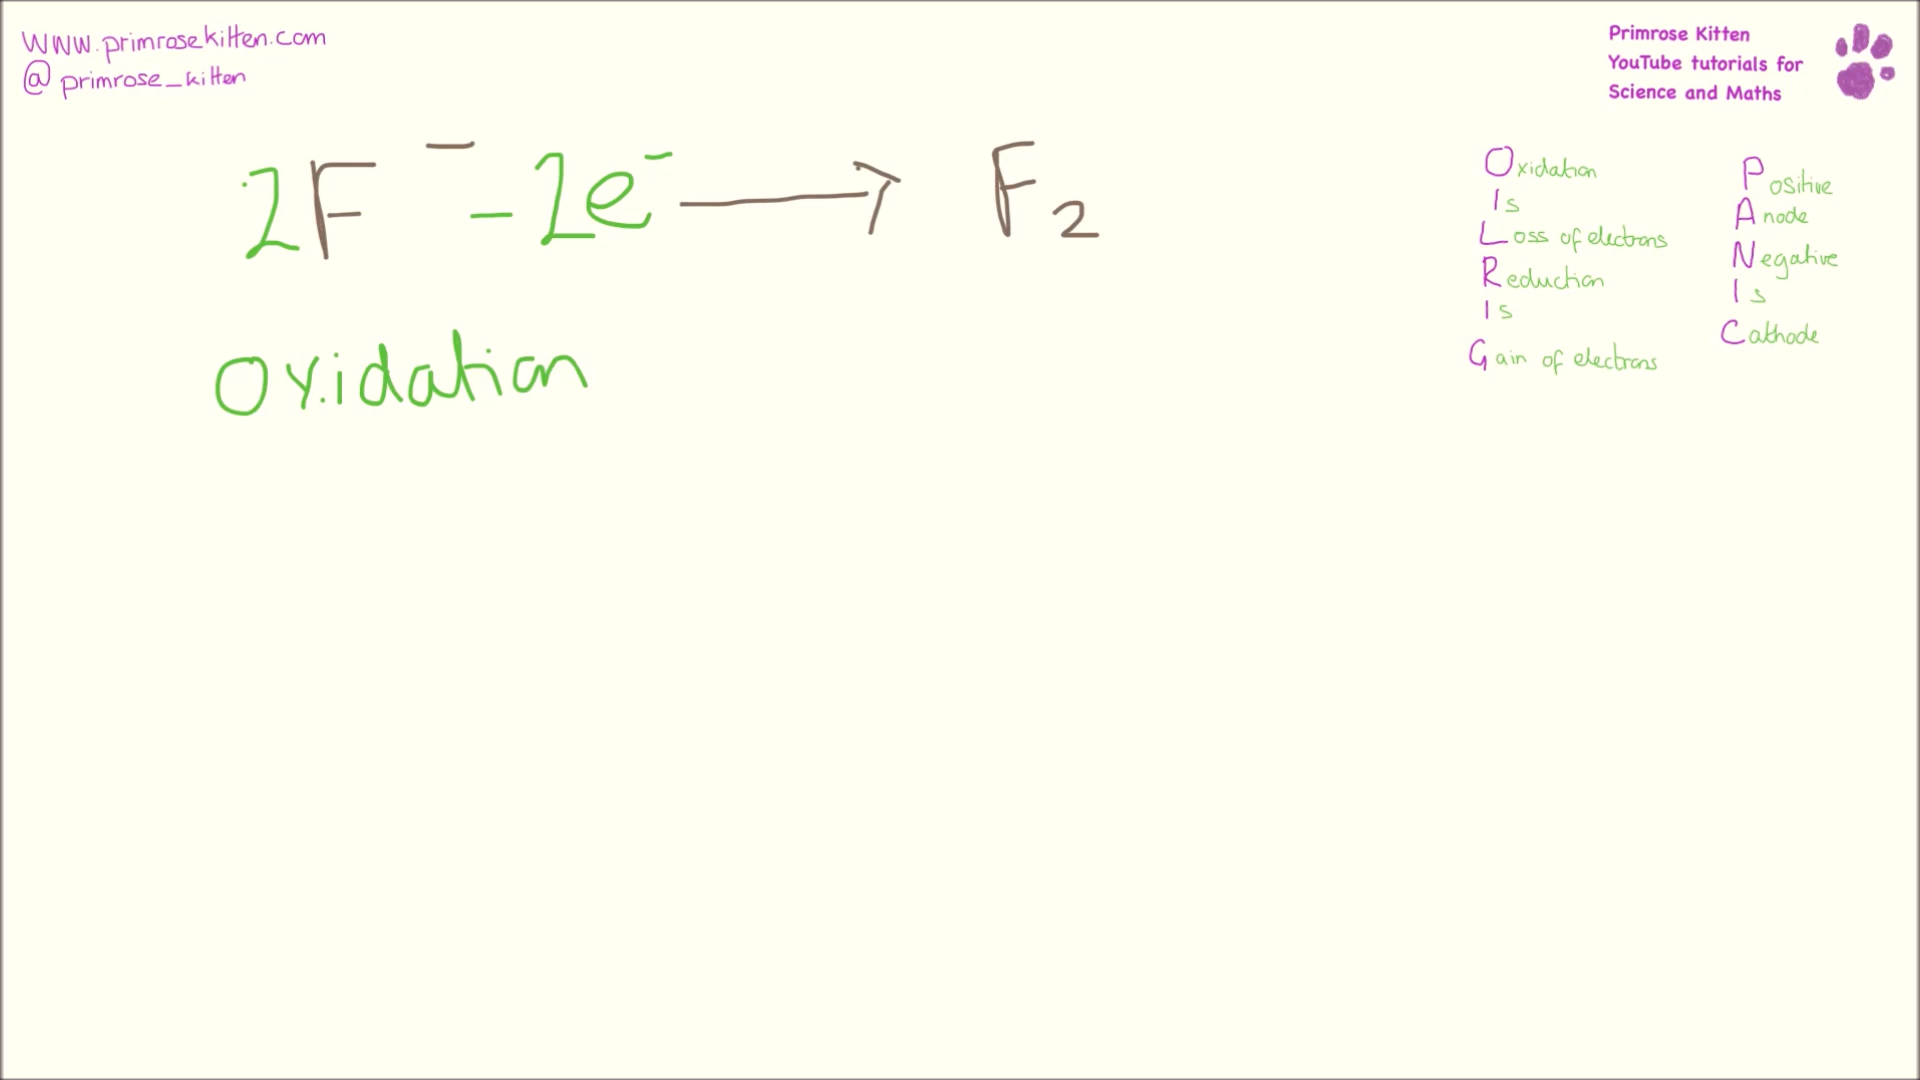 www.primrosekitten.com
@primrose_kitten
Primrose Kitten
YouTube tutorials for
Science and Maths
2F⁻ - 2e⁻ → F₂
Oxidation
Oxidation
Is
Loss of electrons
Reduction
Is
Gain of electrons
Positive
Anode
Negative
Is
Cathode